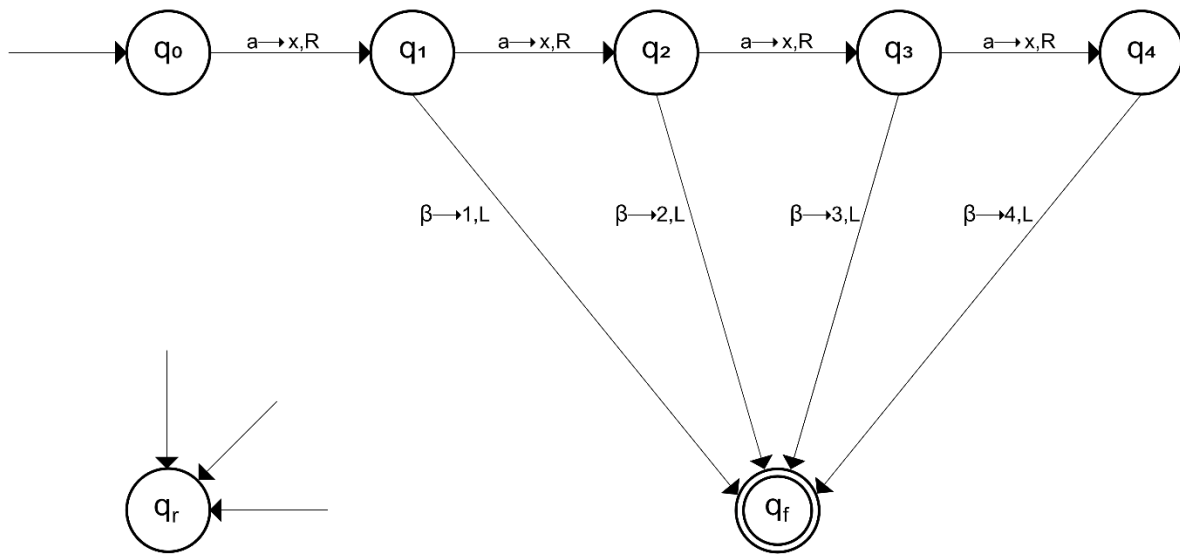 q₀ a→x,R q₁ a→x,R q₂ a→x,R q₃ a→x,R q₄
β→1,L β→2,L β→3,L β→4,L
qᵣ q_f